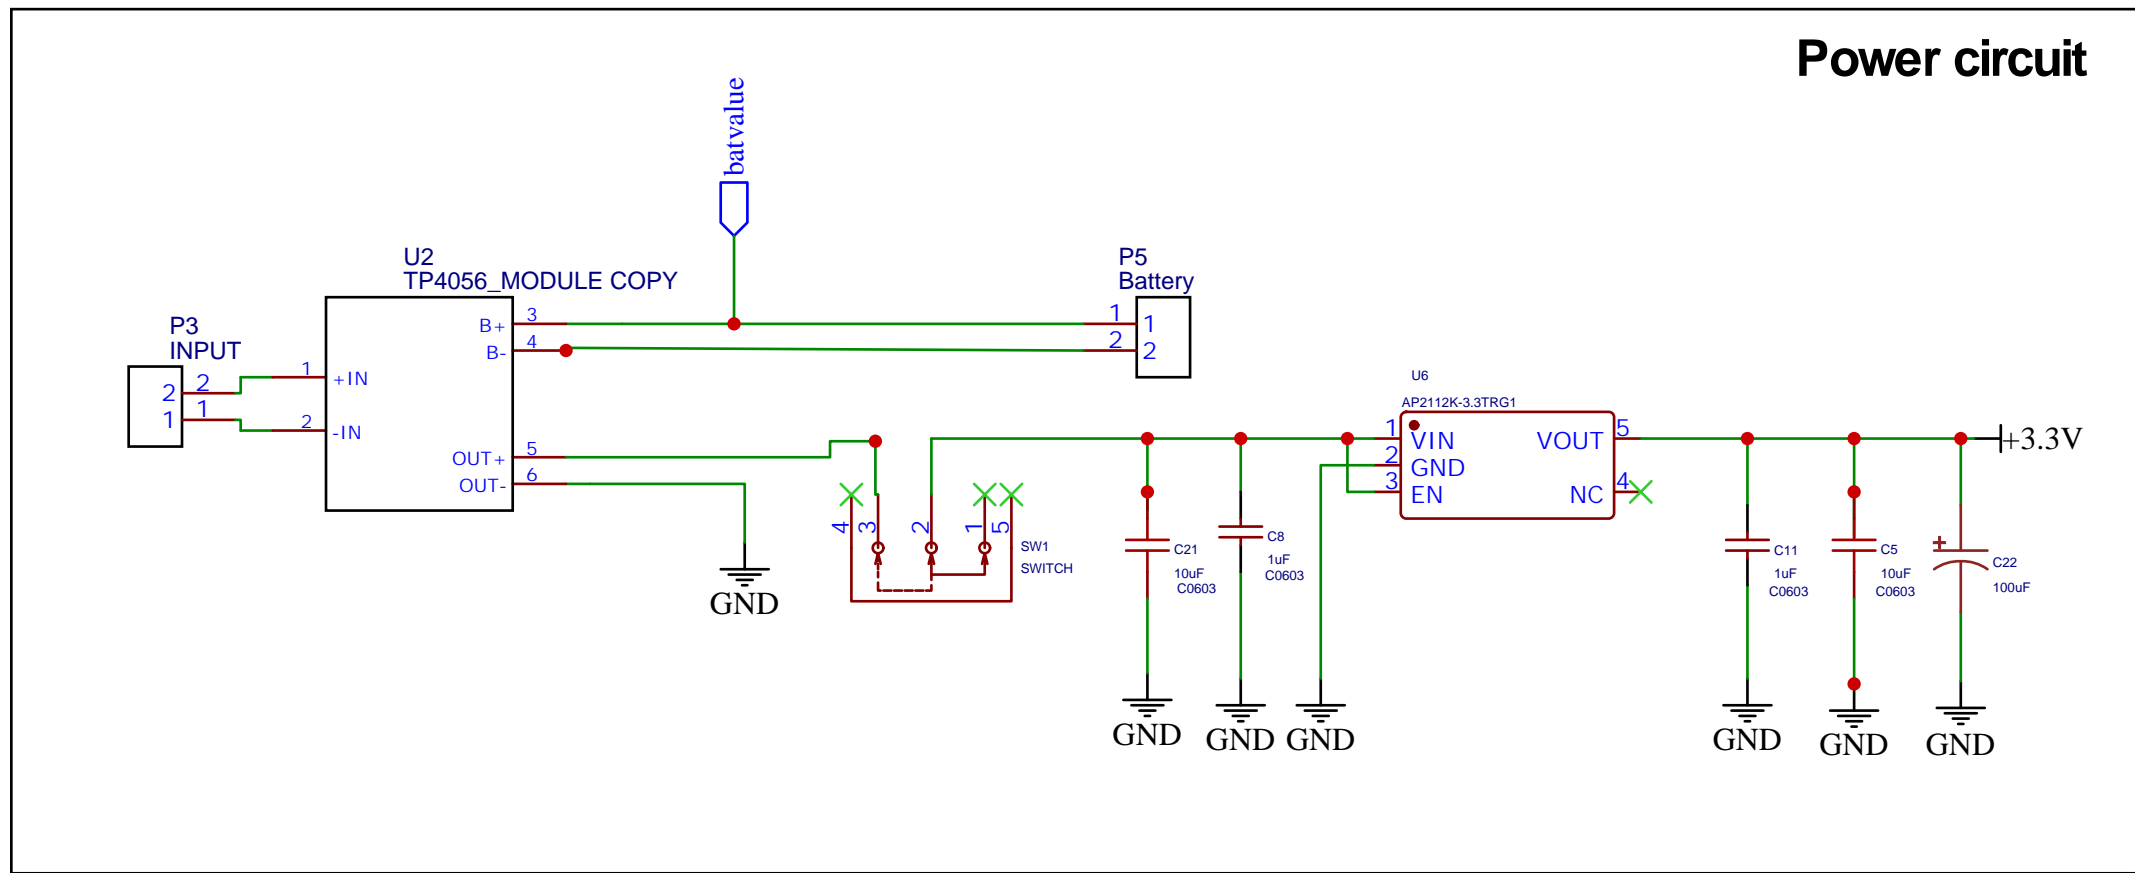 Power circuit
batvalue
U2
TP4056_MODULE COPY
P5
Battery
P3
INPUT
B+ 3
B- 4
1 1
2 2
2 2
1 1
1 +IN
2 -IN
OUT+ 5
OUT- 6
GND
4 3 2 1 5
SW1
SWITCH
C21
10uF
C0603
GND
C8
1uF
C0603
GND
GND
U6
AP2112K-3.3TRG1
1 VIN VOUT 5
2 GND
3 EN NC 4
+3.3V
C11
1uF
C0603
GND
C5
10uF
C0603
GND
+
C22
100uF
GND